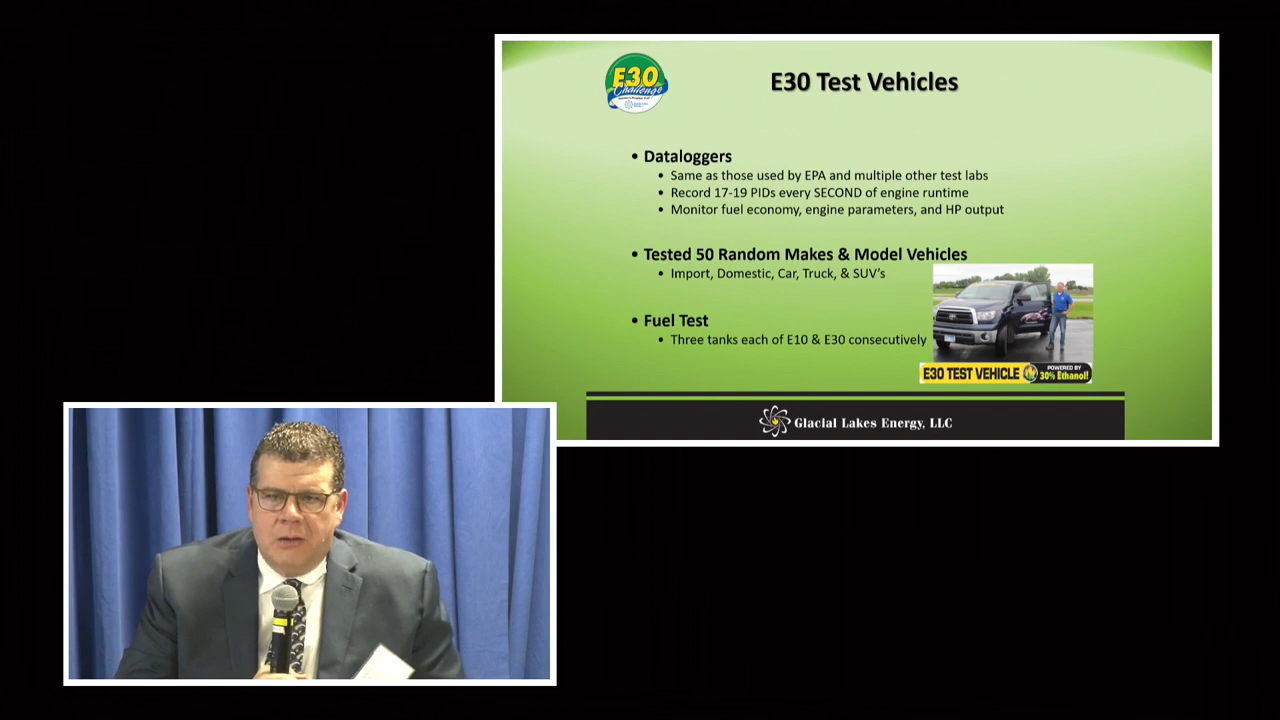 E30
Challenge
E30 Test Vehicles
• Dataloggers
• Same as those used by EPA and multiple other test labs
• Record 17-19 PIDs every SECOND of engine runtime
• Monitor fuel economy, engine parameters, and HP output
• Tested 50 Random Makes & Model Vehicles
• Import, Domestic, Car, Truck, & SUV's
• Fuel Test
• Three tanks each of E10 & E30 consecutively
E30 TEST VEHICLE
POWERED BY
30% Ethanol!
Glacial Lakes Energy, LLC